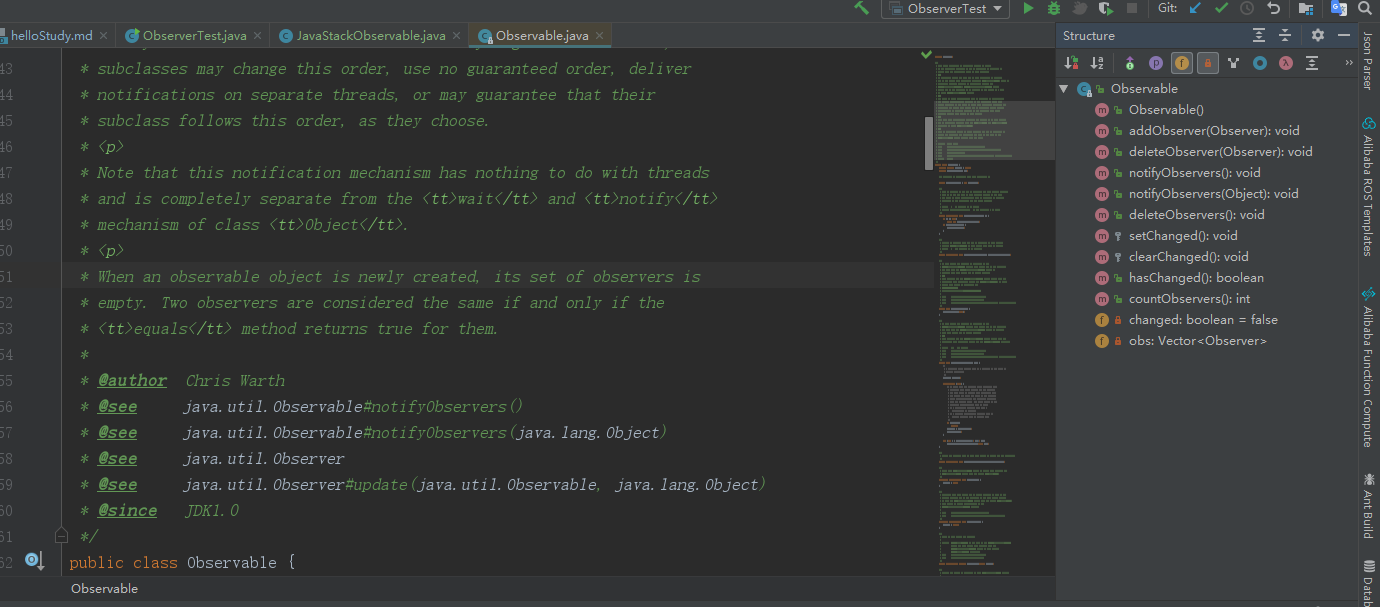 ObserverTest
Git:
helloStudy.md
ObserverTest.java
JavaStackObservable.java
Observable.java
43 * subclasses may change this order, use no guaranteed order, deliver
44 * notifications on separate threads, or may guarantee that their
45 * subclass follows this order, as they choose.
46 * <p>
47 * Note that this notification mechanism has nothing to do with threads
48 * and is completely separate from the <tt>wait</tt> and <tt>notify</tt>
49 * mechanism of class <tt>Object</tt>.
50 * <p>
51 * When an observable object is newly created, its set of observers is
52 * empty. Two observers are considered the same if and only if the
53 * <tt>equals</tt> method returns true for them.
54 *
55 * @author Chris Warth
56 * @see java.util.Observable#notifyObservers()
57 * @see java.util.Observable#notifyObservers(java.lang.Object)
58 * @see java.util.Observer
59 * @see java.util.Observer#update(java.util.Observable, java.lang.Object)
60 * @since JDK1.0
61 */
62 public class Observable {
Observable
Structure
Observable
Observable()
addObserver(Observer): void
deleteObserver(Observer): void
notifyObservers(): void
notifyObservers(Object): void
deleteObservers(): void
setChanged(): void
clearChanged(): void
hasChanged(): boolean
countObservers(): int
changed: boolean = false
obs: Vector<Observer>
Json Parser
Alibaba ROS Templates
Alibaba Function Compute
Ant Build
Datab